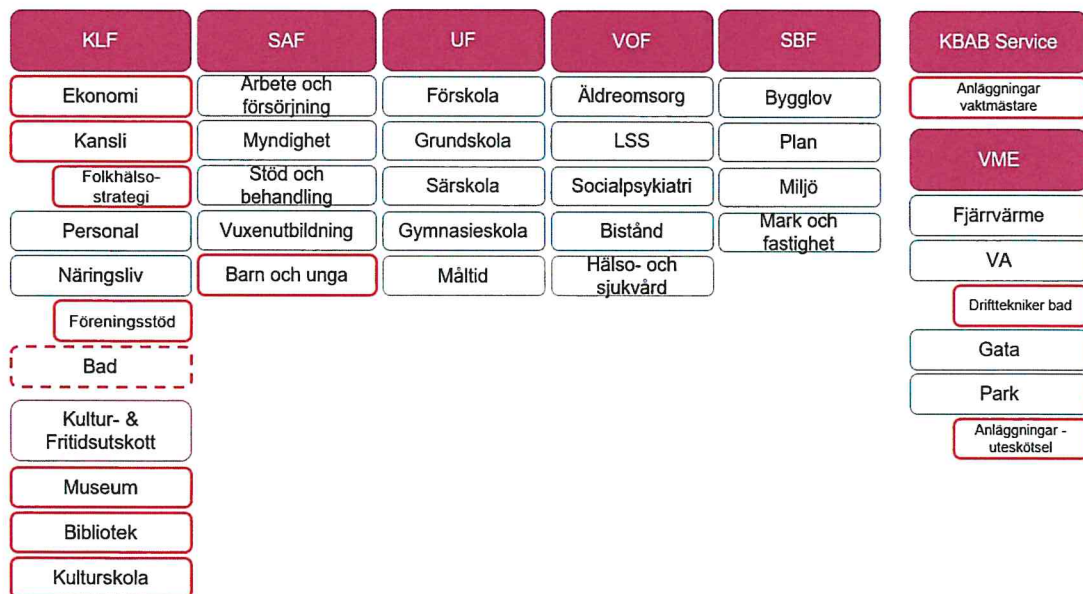 KLF
Ekonomi
Kansli
Folkhälso-
strategi
Personal
Näringsliv
Föreningsstöd
Bad
Kultur- &
Fritidsutskott
Museum
Bibliotek
Kulturskola
SAF
Arbete och
försörjning
Myndighet
Stöd och
behandling
Vuxenutbildning
Barn och unga
UF
Förskola
Grundskola
Särskola
Gymnasieskola
Måltid
VOF
Äldreomsorg
LSS
Socialpsykiatri
Bistånd
Hälso- och
sjukvård
SBF
Bygglov
Plan
Miljö
Mark och
fastighet
KBAB Service
Anläggningar
vaktmästare
VME
Fjärrvärme
VA
Drifttekniker bad
Gata
Park
Anläggningar -
uteskötsel